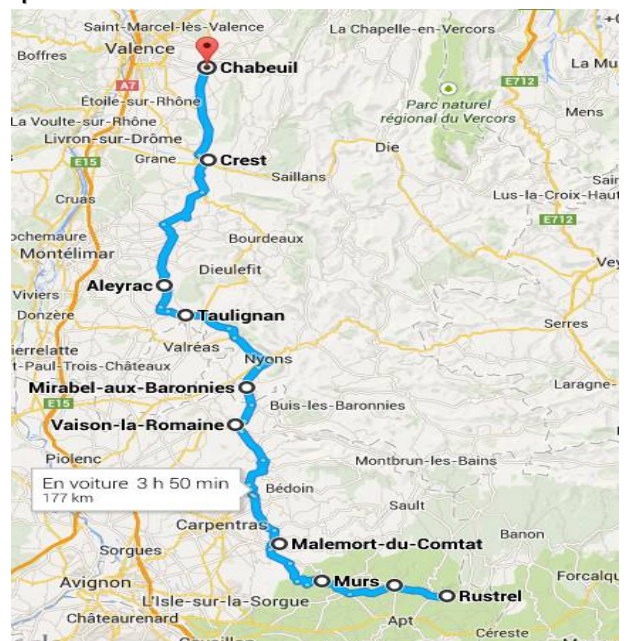 Saint-Marcel-lès-Valence
La Chapelle-en-Vercors
Valence
Boffres
Chabeuil
E712
La Mu
A7
Étoile-sur-Rhône
Parc naturel
régional du Vercors
Mens
La Voulte-sur-Rhône
Livron-sur-Drôme
Die
E15
Grane
Crest
Saillans
Sain
Lus-la-Croix-Haut
Cruas
E712
ochemaure
Bourdeaux
Montélimar
Vey
Dieulefit
Aleyrac
Viviers
Donzère
Taulignan
Serres
ierrelatte
Valréas
t-Paul-Trois-Châteaux
Nyons
Laragne-
Mirabel-aux-Baronnies
E15
Buis-les-Baronnies
Vaison-la-Romaine
Piolenc
Montbrun-les-Bains
En voiture 3 h 50 min
177 km
Bédoin
Sault
Carpentras
Banon
Malemort-du-Comtat
Sorgues
Murs
Forcalqu
Avignon
Rustrel
L'Isle-sur-la-Sorgue
Apt
Châteaurenard
Céreste